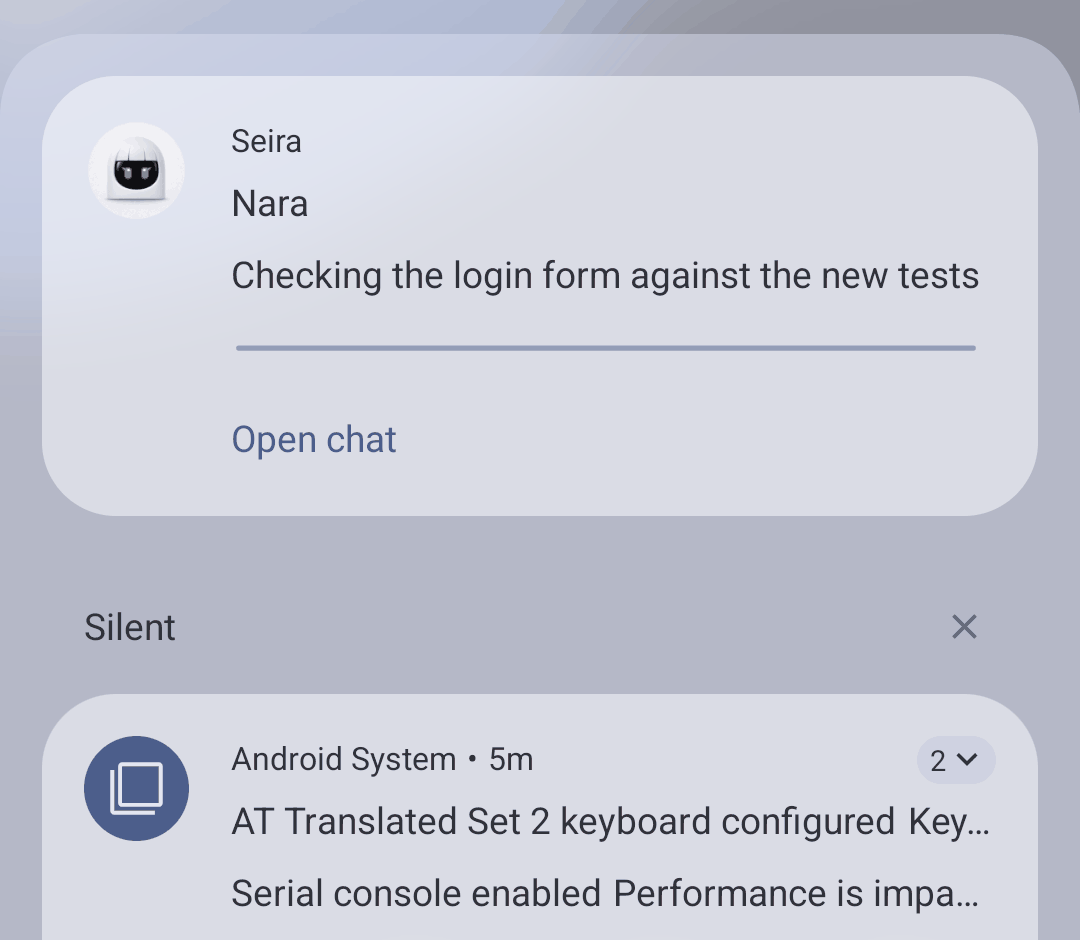 Seira
Nara
Checking the login form against the new tests
Open chat
Silent
Android System • 5m
2
AT Translated Set 2 keyboard configured Key…
Serial console enabled Performance is impa…